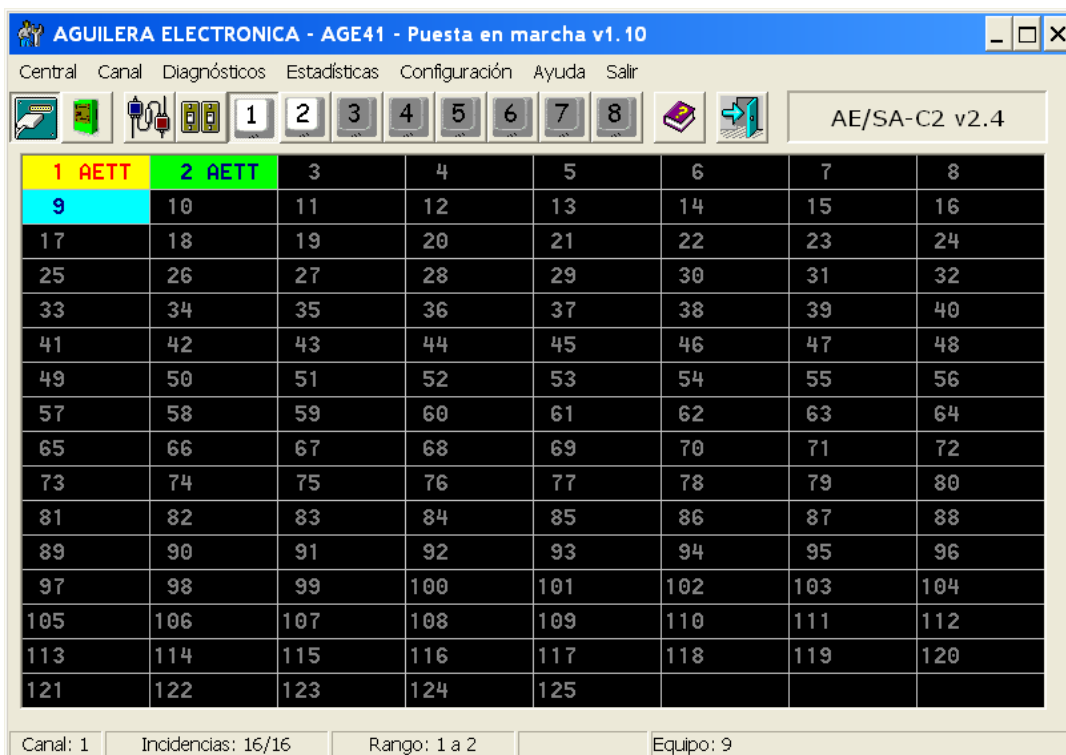 AGUILERA ELECTRONICA - AGE41 - Puesta en marcha v1.10
Central Canal Diagnósticos Estadísticas Configuración Ayuda Salir
1 2 3 4 5 6 7 8 AE/SA-C2 v2.4
1 AETT 2 AETT 3 4 5 6 7 8
9 10 11 12 13 14 15 16
17 18 19 20 21 22 23 24
25 26 27 28 29 30 31 32
33 34 35 36 37 38 39 40
41 42 43 44 45 46 47 48
49 50 51 52 53 54 55 56
57 58 59 60 61 62 63 64
65 66 67 68 69 70 71 72
73 74 75 76 77 78 79 80
81 82 83 84 85 86 87 88
89 90 91 92 93 94 95 96
97 98 99 100 101 102 103 104
105 106 107 108 109 110 111 112
113 114 115 116 117 118 119 120
121 122 123 124 125
Canal: 1 Incidencias: 16/16 Rango: 1 a 2 Equipo: 9